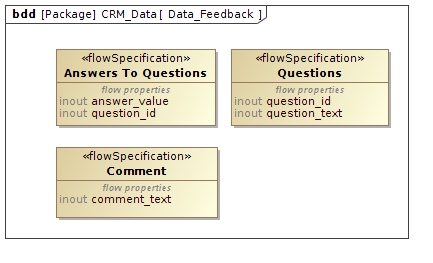 bdd [Package] CRM_Data[ Data_Feedback ]
«flowSpecification»
Answers To Questions
flow properties
inout answer_value
inout question_id
«flowSpecification»
Questions
flow properties
inout question_id
inout question_text
«flowSpecification»
Comment
flow properties
inout comment_text